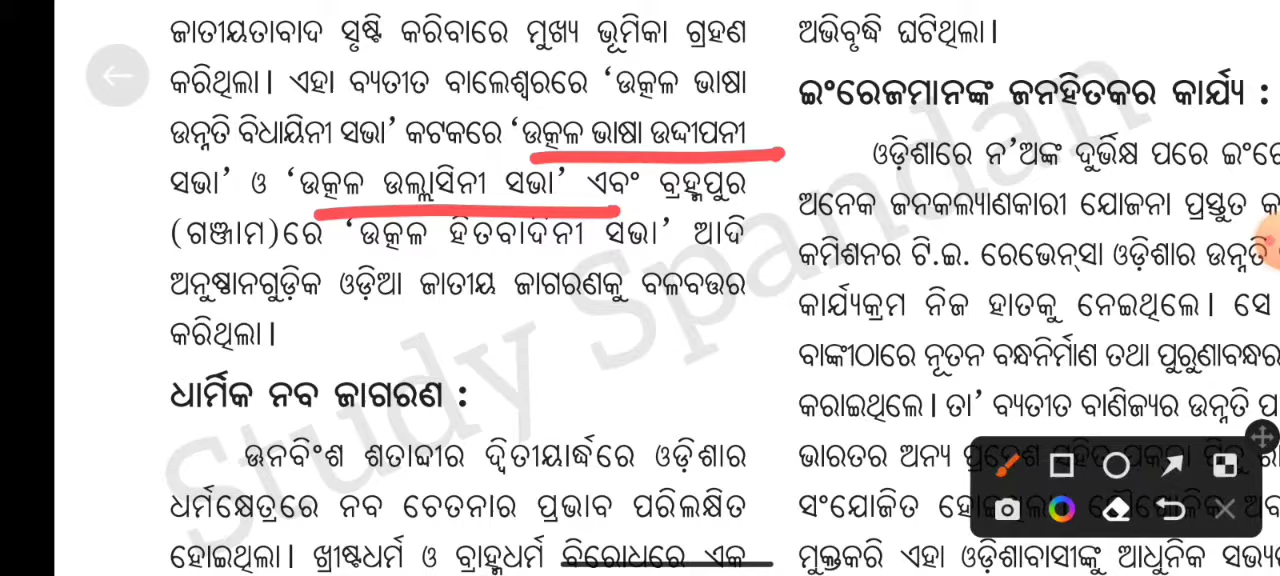 ଜାତୀୟତାବାଦ ସୃଷ୍ଟି କରିବାରେ ମୁଖ୍ୟ ଭୂମିକା ଗ୍ରହଣ
କରିଥିଲା। ଏହା ବ୍ୟତୀତ ବାଲେଶ୍ୱରରେ ‘ଉତ୍କଳ ଭାଷା
ଉନ୍ନତି ବିଧାୟିନୀ ସଭା’ କଟକରେ ‘ଉତ୍କଳ ଭାଷା ଉଦ୍ଦୀପନୀ
ସଭା’ ଓ ‘ଉତ୍କଳ ଉଲ୍ଲାସିନୀ ସଭା’ ଏବଂ ବ୍ରହ୍ମପୁର
(ଗଞ୍ଜାମ)ରେ ‘ଉତ୍କଳ ହିତବାଦିନୀ ସଭା’ ଆଦି
ଅନୁଷ୍ଠାନଗୁଡ଼ିକ ଓଡ଼ିଆ ଜାତୀୟ ଜାଗରଣକୁ ବଳବତ୍ତର
କରିଥିଲା।
ଧାର୍ମିକ ନବ ଜାଗରଣ :
ଊନବିଂଶ ଶତାବ୍ଦୀର ଦ୍ୱିତୀୟାର୍ଦ୍ଧରେ ଓଡ଼ିଶାର
ଧର୍ମକ୍ଷେତ୍ରରେ ନବ ଚେତନାର ପ୍ରଭାବ ପରିଲକ୍ଷିତ
ହୋଇଥିଲା। ଖ୍ରୀଷ୍ଟଧର୍ମ ଓ ବ୍ରାହ୍ମଧର୍ମ ବିରୋଧରେ ଏକ
ଅଭିବୃଦ୍ଧି ଘଟିଥିଲା।
ଇଂରେଜମାନଙ୍କ ଜନହିତକର କାର୍ଯ୍ୟ :
ଓଡ଼ିଶାରେ ନ’ଅଙ୍କ ଦୁର୍ଭିକ୍ଷ ପରେ ଇଂରେ
ଅନେକ ଜନକଲ୍ୟାଣକାରୀ ଯୋଜନା ପ୍ରସ୍ତୁତ କ
କମିଶନର ଟି.ଇ. ରେଭେନ୍‌ସା ଓଡ଼ିଶାର ଉନ୍ନତି
କାର୍ଯ୍ୟକ୍ରମ ନିଜ ହାତକୁ ନେଇଥିଲେ। ସେ
ବାଙ୍କୀଠାରେ ନୂତନ ବନ୍ଧନିର୍ମାଣ ତଥା ପୁରୁଣାବନ୍ଧର
କରାଇଥିଲେ। ତା’ ବ୍ୟତୀତ ବାଣିଜ୍ୟର ଉନ୍ନତି ପ
ଭାରତର ଅନ୍ୟ ପ୍ରଦେଶ ସହିତ
ସଂଯୋଜିତ
ମୁକ୍ତକରି ଏହା ଓଡ଼ିଶାବାସୀଙ୍କୁ ଆଧୁନିକ ସଭ୍ୟ
Study Spandan